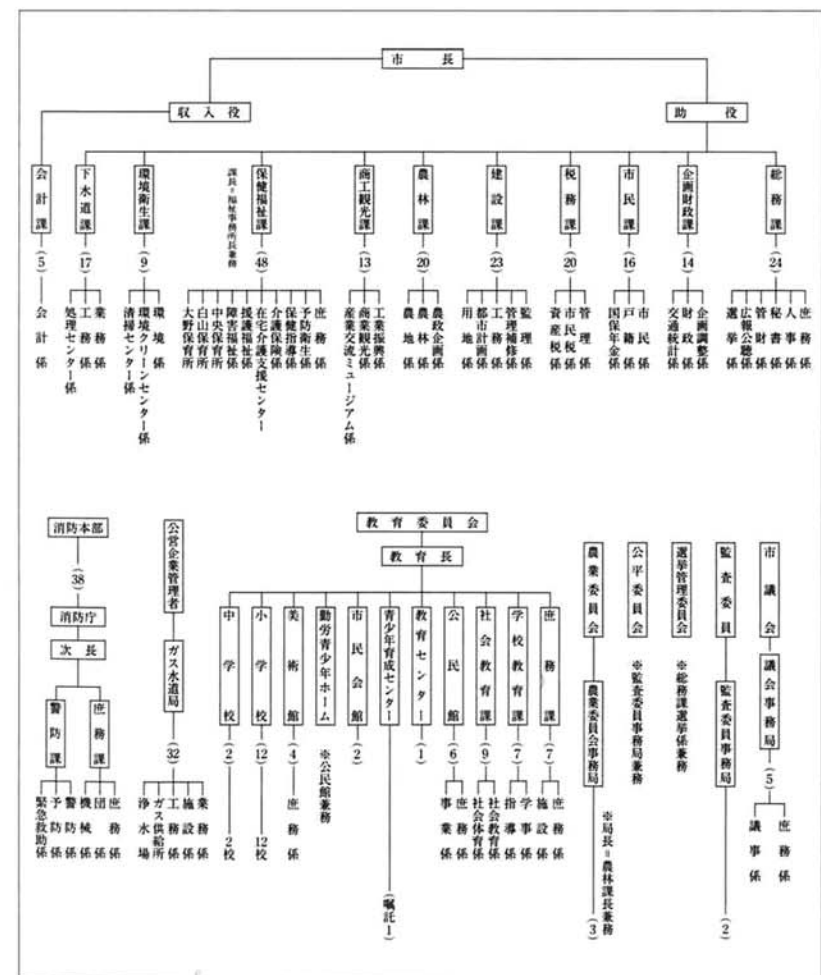 市長
収入役
助役
総務課
(24)
庶務係
人事係
秘書係
管財係
広報公聴係
選挙係
企画財政課
(14)
企画調整係
財政係
交通統計係
市民課
(16)
市民係
戸籍係
国保年金係
税務課
(20)
管理係
市民税係
資産税係
建設課
(23)
監理係
管理補修係
工務係
都市計画係
用地係
農林課
(20)
農政企画係
農林係
農地係
商工観光課
(13)
工業振興係
商業観光係
産業交流ミュージアム係
保健福祉課
課長=福祉事務所長兼務
(48)
庶務係
予防衛生係
保健指導係
介護保険係
在宅介護支援センター
援護福祉係
障害福祉係
中央保育所
白山保育所
大野保育所
環境衛生課
(9)
環境係
環境クリーンセンター係
清掃センター係
下水道課
(17)
業務係
工務係
処理センター係
会計課
(5)
会計係
市議会
議会事務局
(5)
庶務係
議事係
監査委員
監査委員事務局
(2)
選挙管理委員会
※総務課選挙係兼務
公平委員会
※監査委員事務局兼務
農業委員会
農業委員会事務局
※局長=農林課長兼務
(3)
教育委員会
教育長
庶務課
(7)
庶務係
施設係
学校教育課
(7)
学事係
指導係
社会教育課
(9)
社会教育係
社会体育係
公民館
(6)
庶務係
事業係
教育センター
(1)
青少年育成センター
(嘱託1)
市民会館
(2)
勤労青少年ホーム
※公民館兼務
美術館
(4)
庶務係
小学校
(12)
12校
中学校
(2)
2校
公営企業管理者
ガス水道局
(32)
業務係
施設係
工務係
ガス供給所
浄水場
消防本部
(38)
消防庁
次長
庶務課
庶務係
団係
機械係
警防課
警防係
予防係
緊急救助係